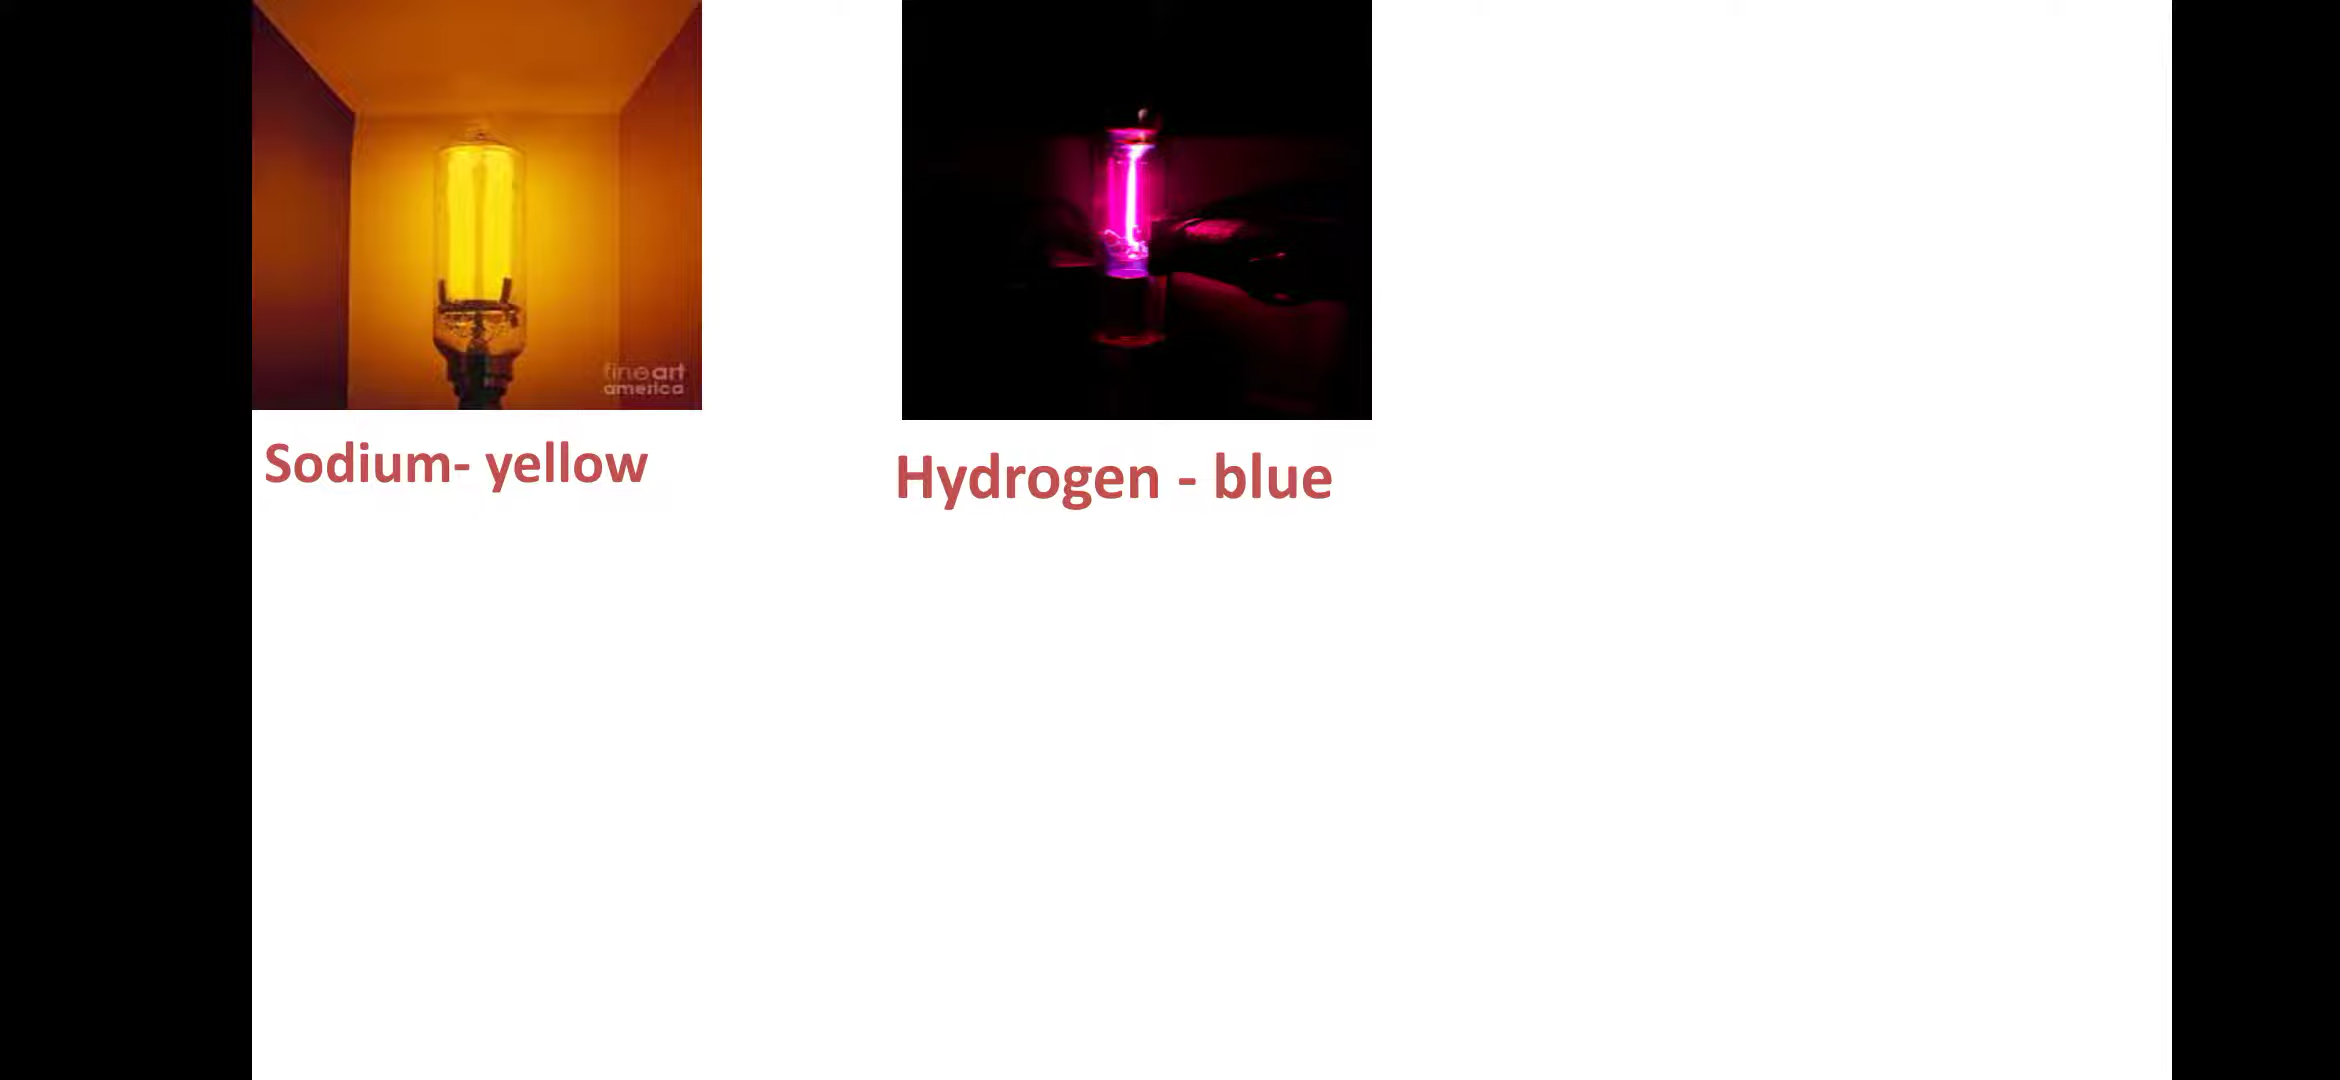 fineart
america
Sodium- yellow
Hydrogen - blue